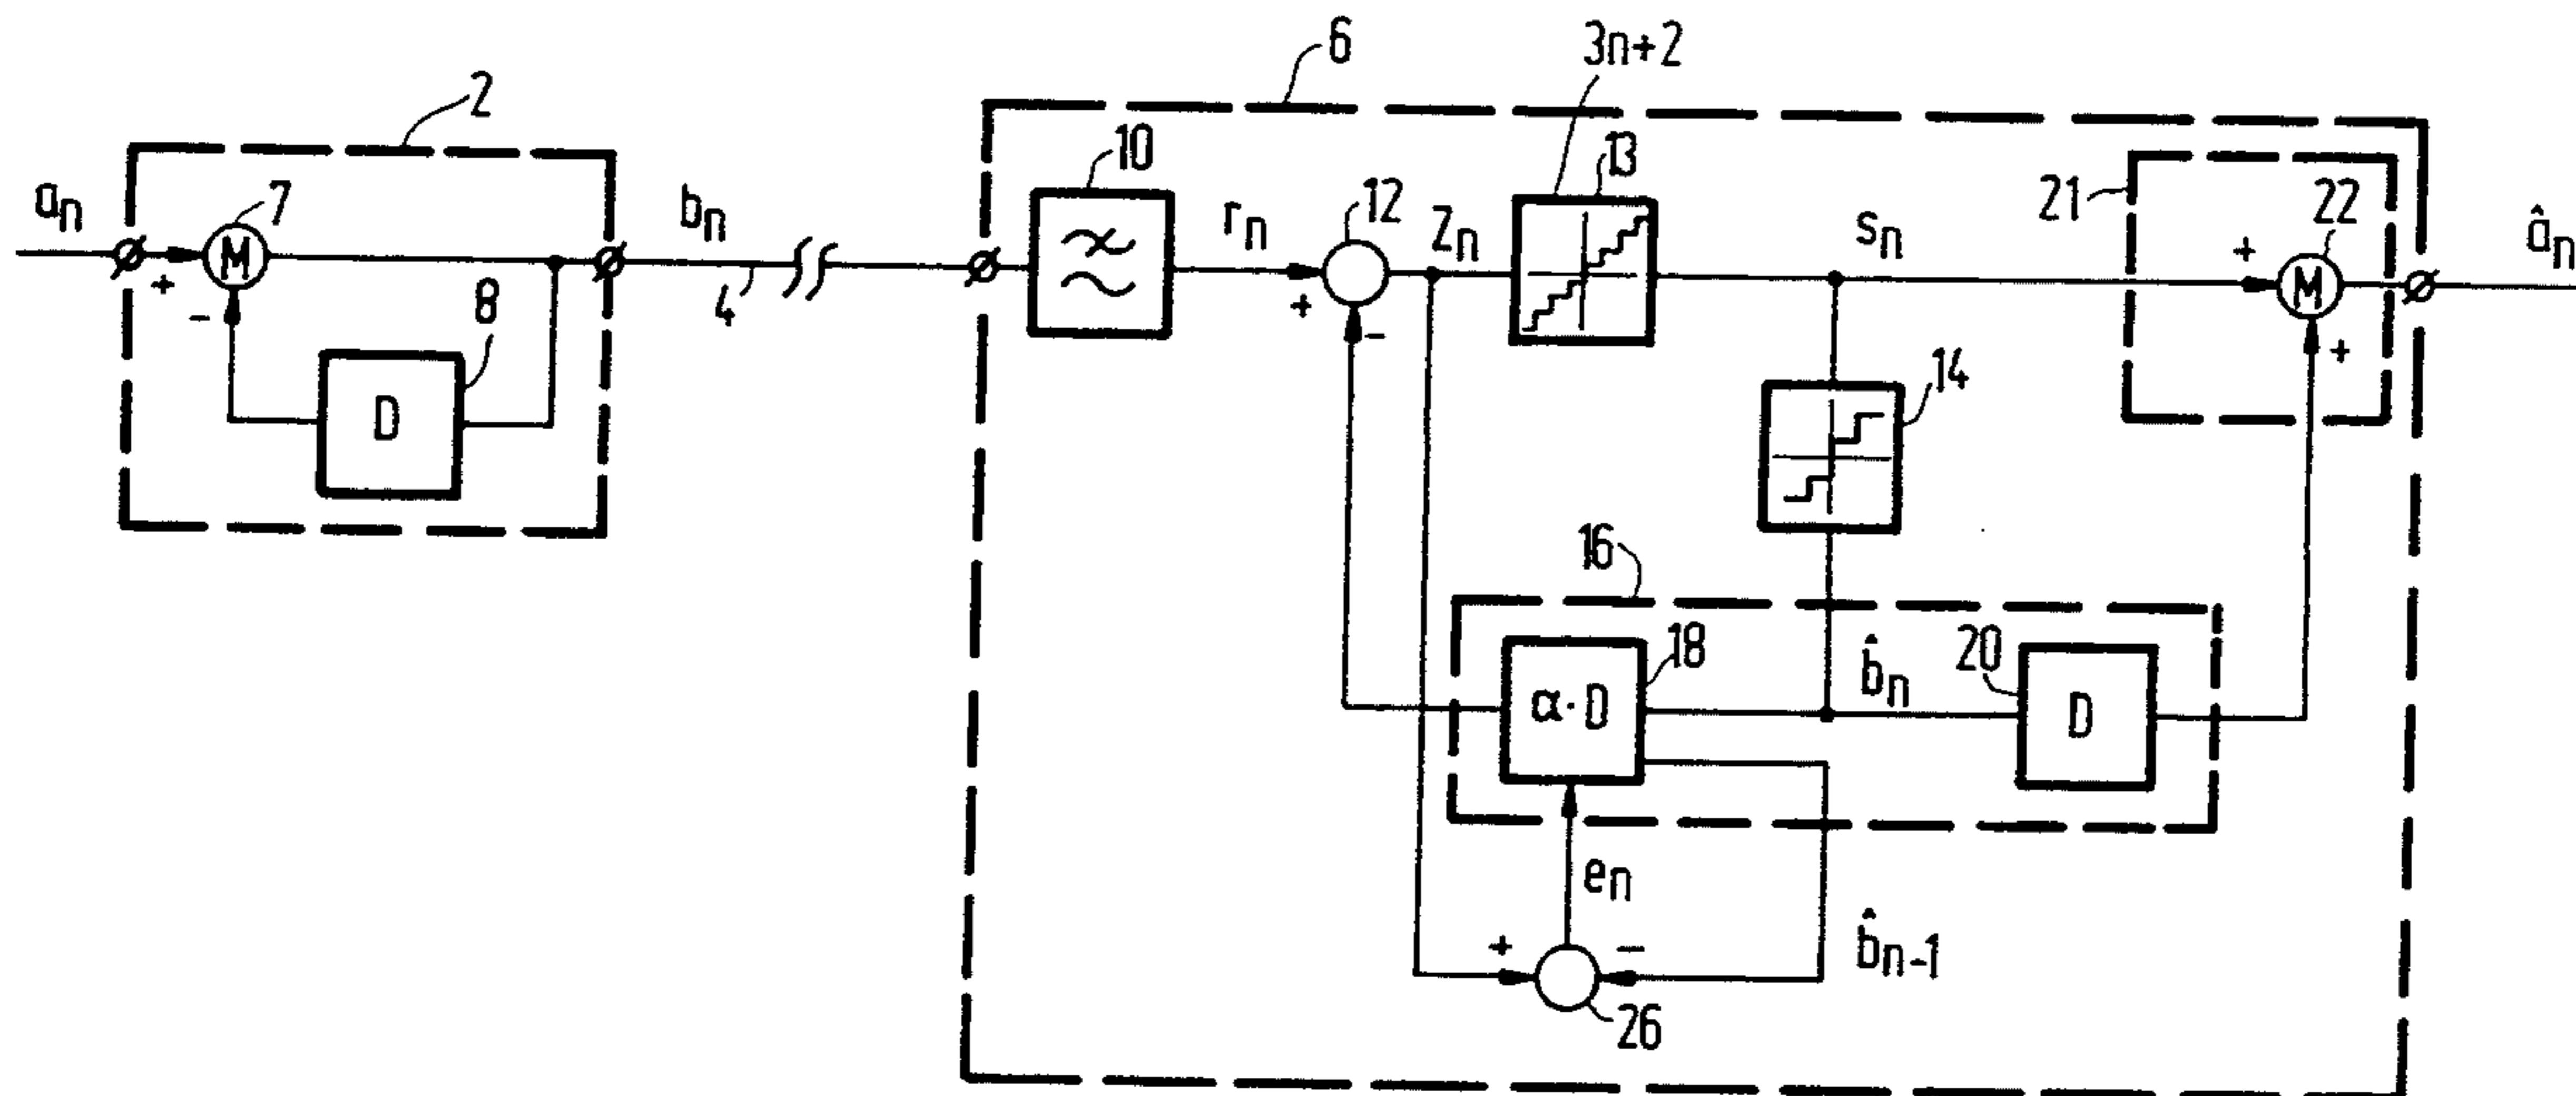 6
3n+2
2
10
13
aₙ
7
bₙ
rₙ
12
Zₙ
sₙ
21
22
âₙ
M
+
-
8
4
+
-
+
M
+
14
D
16
18
α·D
b̂ₙ
20
D
eₙ
+
-
b̂ₙ₋₁
26